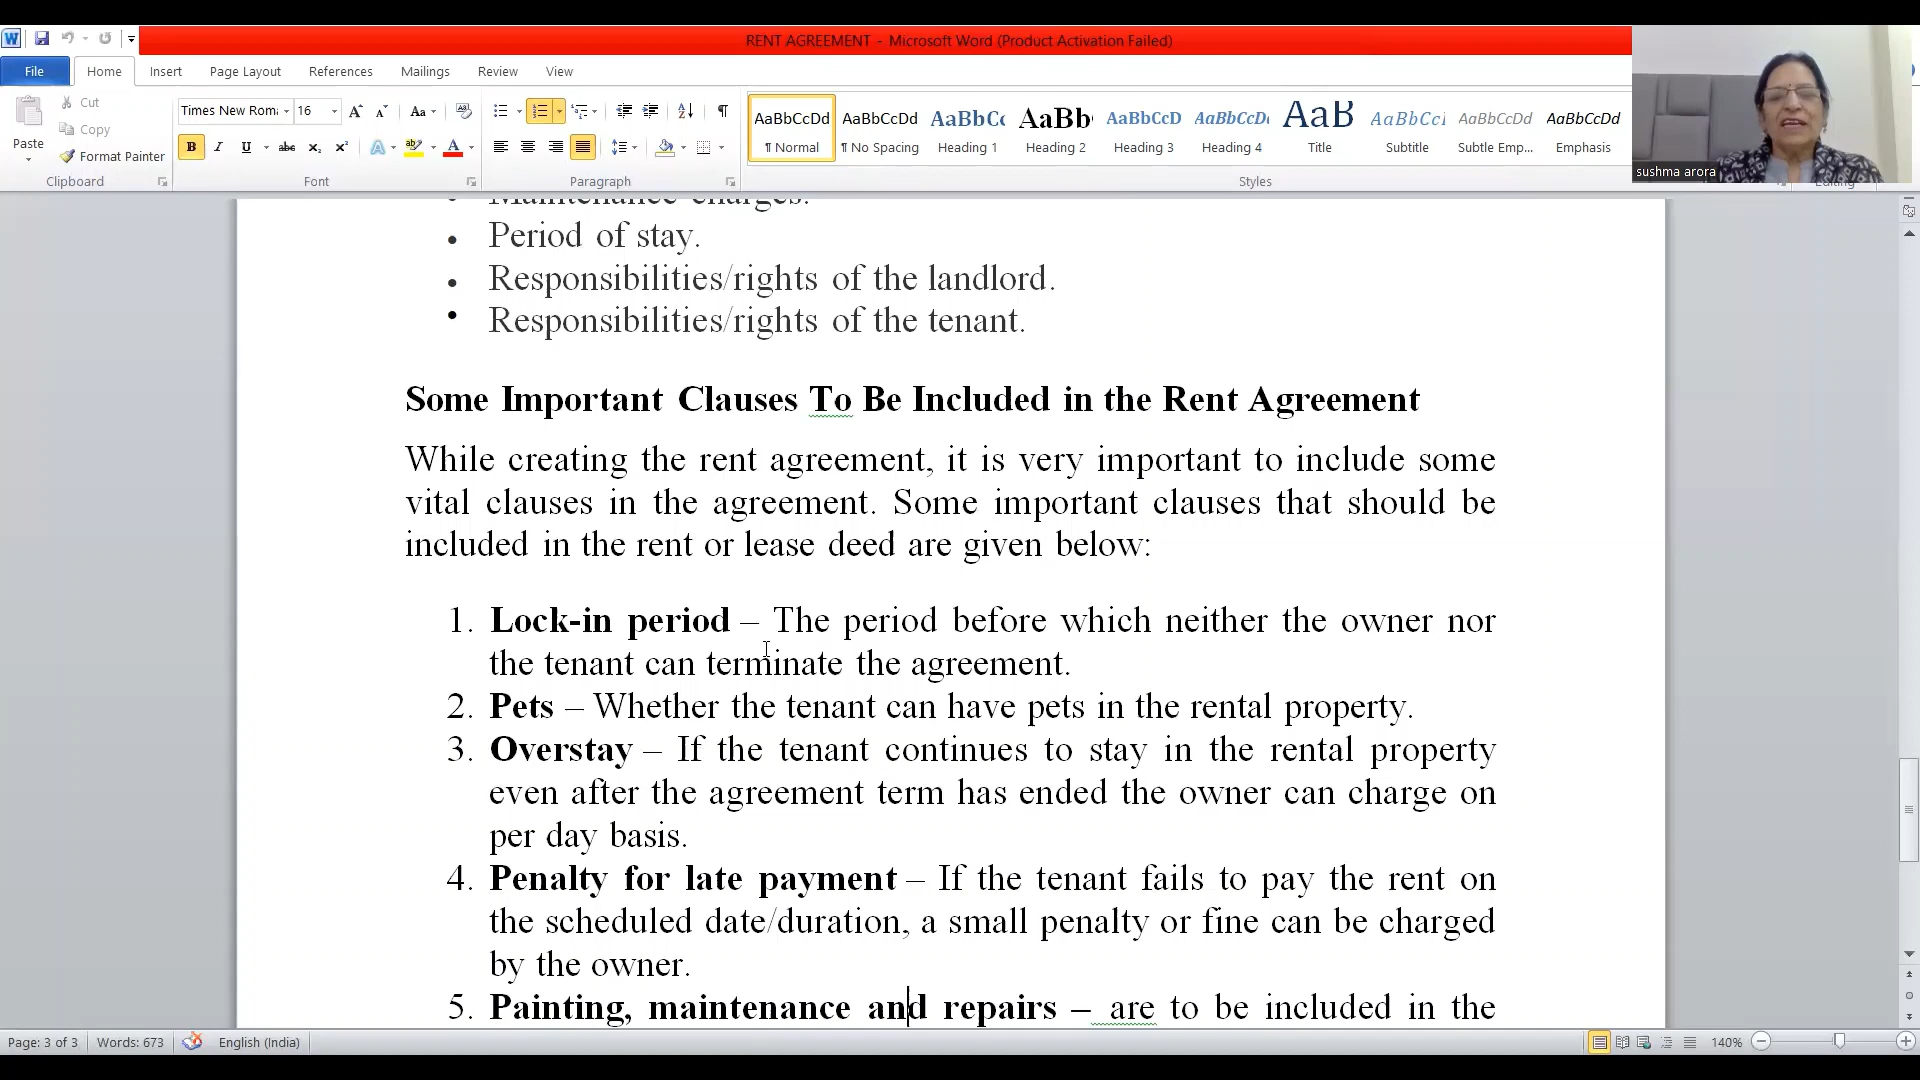 RENT AGREEMENT - Microsoft Word (Product Activation Failed)
File Home Insert Page Layout References Mailings Review View
Paste
Cut
Copy
Format Painter
Clipboard
Times New Rom 16
Font
Paragraph
AaBbCcDd AaBbCcDd AaBbCc AaBb AaBbCcD AaBbCcDc AaB AaBbCcI AaBbCcDd AaBbCcDd
¶ Normal ¶ No Spacing Heading 1 Heading 2 Heading 3 Heading 4 Title Subtitle Subtle Emp... Emphasis
Styles
Editing
sushma arora
• Maintenance charges.
• Period of stay.
• Responsibilities/rights of the landlord.
• Responsibilities/rights of the tenant.
Some Important Clauses To Be Included in the Rent Agreement
While creating the rent agreement, it is very important to include some
vital clauses in the agreement. Some important clauses that should be
included in the rent or lease deed are given below:
1. Lock-in period – The period before which neither the owner nor
the tenant can terminate the agreement.
2. Pets – Whether the tenant can have pets in the rental property.
3. Overstay – If the tenant continues to stay in the rental property
even after the agreement term has ended the owner can charge on
per day basis.
4. Penalty for late payment – If the tenant fails to pay the rent on
the scheduled date/duration, a small penalty or fine can be charged
by the owner.
5. Painting, maintenance and repairs – are to be included in the
Page: 3 of 3 Words: 673 English (India) 140%